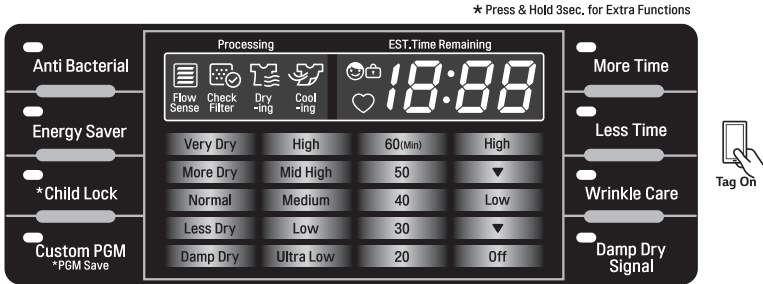 * Press & Hold 3sec. for Extra Functions
Processing
EST.Time Remaining
Anti Bacterial
Flow
Sense
Check
Filter
Dry
-ing
Cool
-ing
18:88
More Time
Energy Saver
Less Time
Very Dry High 60(Min) High
More Dry Mid High 50 ▼
Normal Medium 40 Low
Less Dry Low 30 ▼
Damp Dry Ultra Low 20 Off
*Child Lock
Wrinkle Care
Custom PGM
*PGM Save
Damp Dry
Signal
Tag On